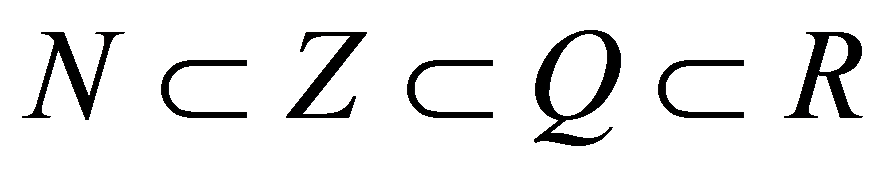 N ⊂ Z ⊂ Q ⊂ R